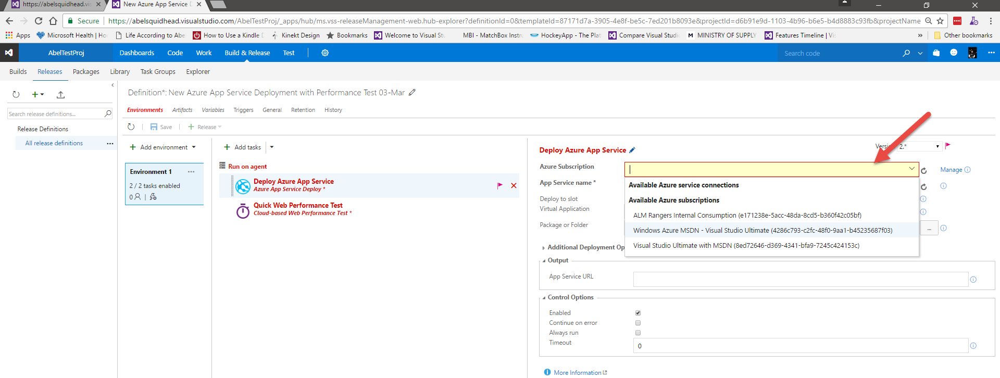 https://abelsquidhead.vis
New Azure App Service D
Secure
https://abelsquidhead.visualstudio.com/AbelTestProj/_apps/hub/ms.vss-releaseManagement-web.hub-explorer?definitionId=0&templateId=87171d7a-3905-4e8f-be5c-7ed201b8093e&projectId=d6b91e9d-1103-4b96-b6e5-b4d8883c93fb&projectName
Apps
Microsoft Health | Ho
Life According to Abe
How to Use a Kindle D
Kinekt Design
Bookmarks
Welcome to Visual Stu
MBI - MatchBox Instru
HockeyApp - The Plat
Compare Visual Studio
M MINISTRY OF SUPPLY
Features Timeline | Vis
»
Other bookmarks
AbelTestProj
Dashboards
Code
Work
Build & Release
Test
Search code
Builds
Releases
Packages
Library
Task Groups
Explorer
Search release definitions...
Release Definitions
All release definitions
Definition*: New Azure App Service Deployment with Performance Test 03-Mar
Environments
Artifacts
Variables
Triggers
General
Retention
History
Save
Release
Add environment
Environment 1
2 / 2 tasks enabled
0
Add tasks
Run on agent
Deploy Azure App Service
Azure App Service Deploy *
Quick Web Performance Test
Cloud-based Web Performance Test *
Deploy Azure App Service
2.*
Azure Subscription
Manage
Available Azure service connections
Available Azure subscriptions
ALM Rangers Internal Consumption (e171238e-5acc-48da-8cd5-b360f42c05bf)
Windows Azure MSDN - Visual Studio Ultimate (4286c793-c2fc-48f0-9aa1-b45235687f03)
Visual Studio Ultimate with MSDN (8ed72646-d369-4341-bfa9-7245c424153c)
App Service name *
Deploy to slot
Virtual Application
Package or Folder
...
Additional Deployment Op
Output
App Service URL
Control Options
Enabled
Continue on error
Always run
Timeout
0
More Information